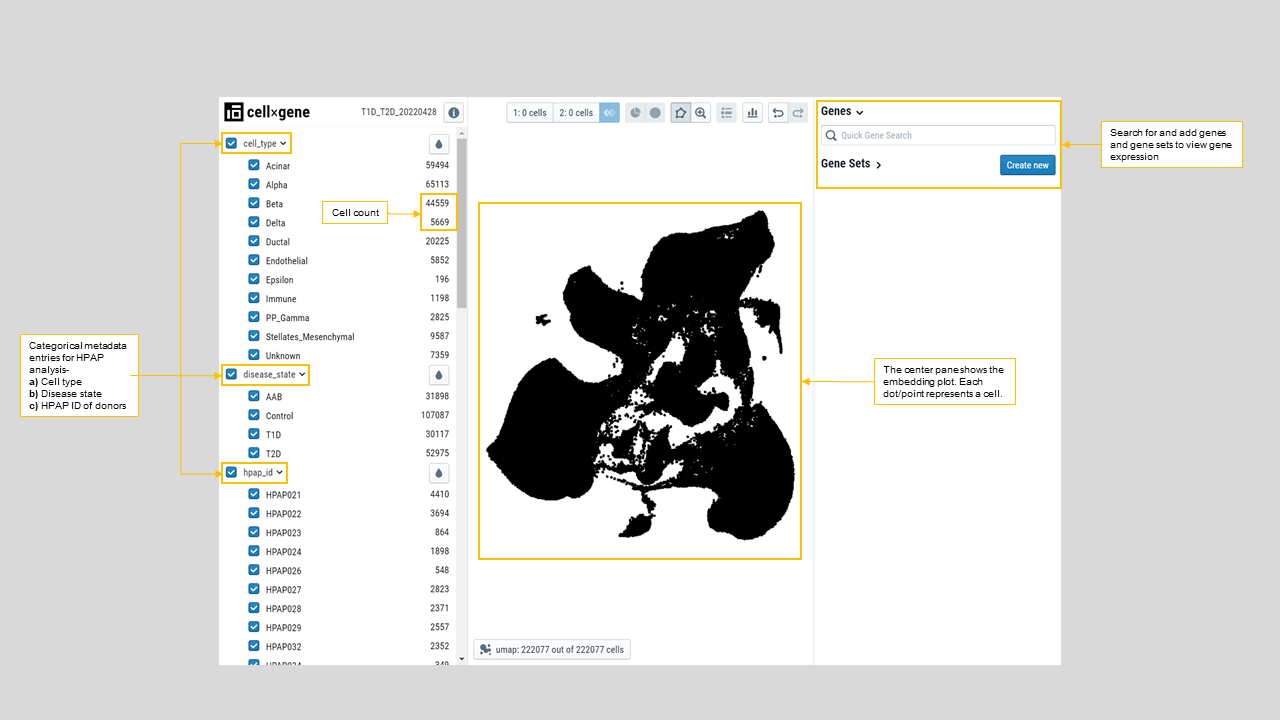 cellxgene
T1D_T2D_20220428
1: 0 cells
2: 0 cells
Genes
Quick Gene Search
Gene Sets
Create new
Search for and add genes
and gene sets to view gene
expression
cell_type
Acinar 59494
Alpha 65113
Beta 44559
Delta 5669
Ductal 20225
Endothelial 5852
Epsilon 196
Immune 1198
PP_Gamma 2825
Stellates_Mesenchymal 9587
Unknown 7359
Cell count
disease_state
AAB 31898
Control 107087
T1D 30117
T2D 52975
hpap_id
HPAP021 4410
HPAP022 3694
HPAP023 864
HPAP024 1898
HPAP026 548
HPAP027 2823
HPAP028 2371
HPAP029 2557
HPAP032 2352
Categorical metadata
entries for HPAP
analysis-
a) Cell type
b) Disease state
c) HPAP ID of donors
The center pane shows the
embedding plot. Each
dot/point represents a cell.
umap: 222077 out of 222077 cells